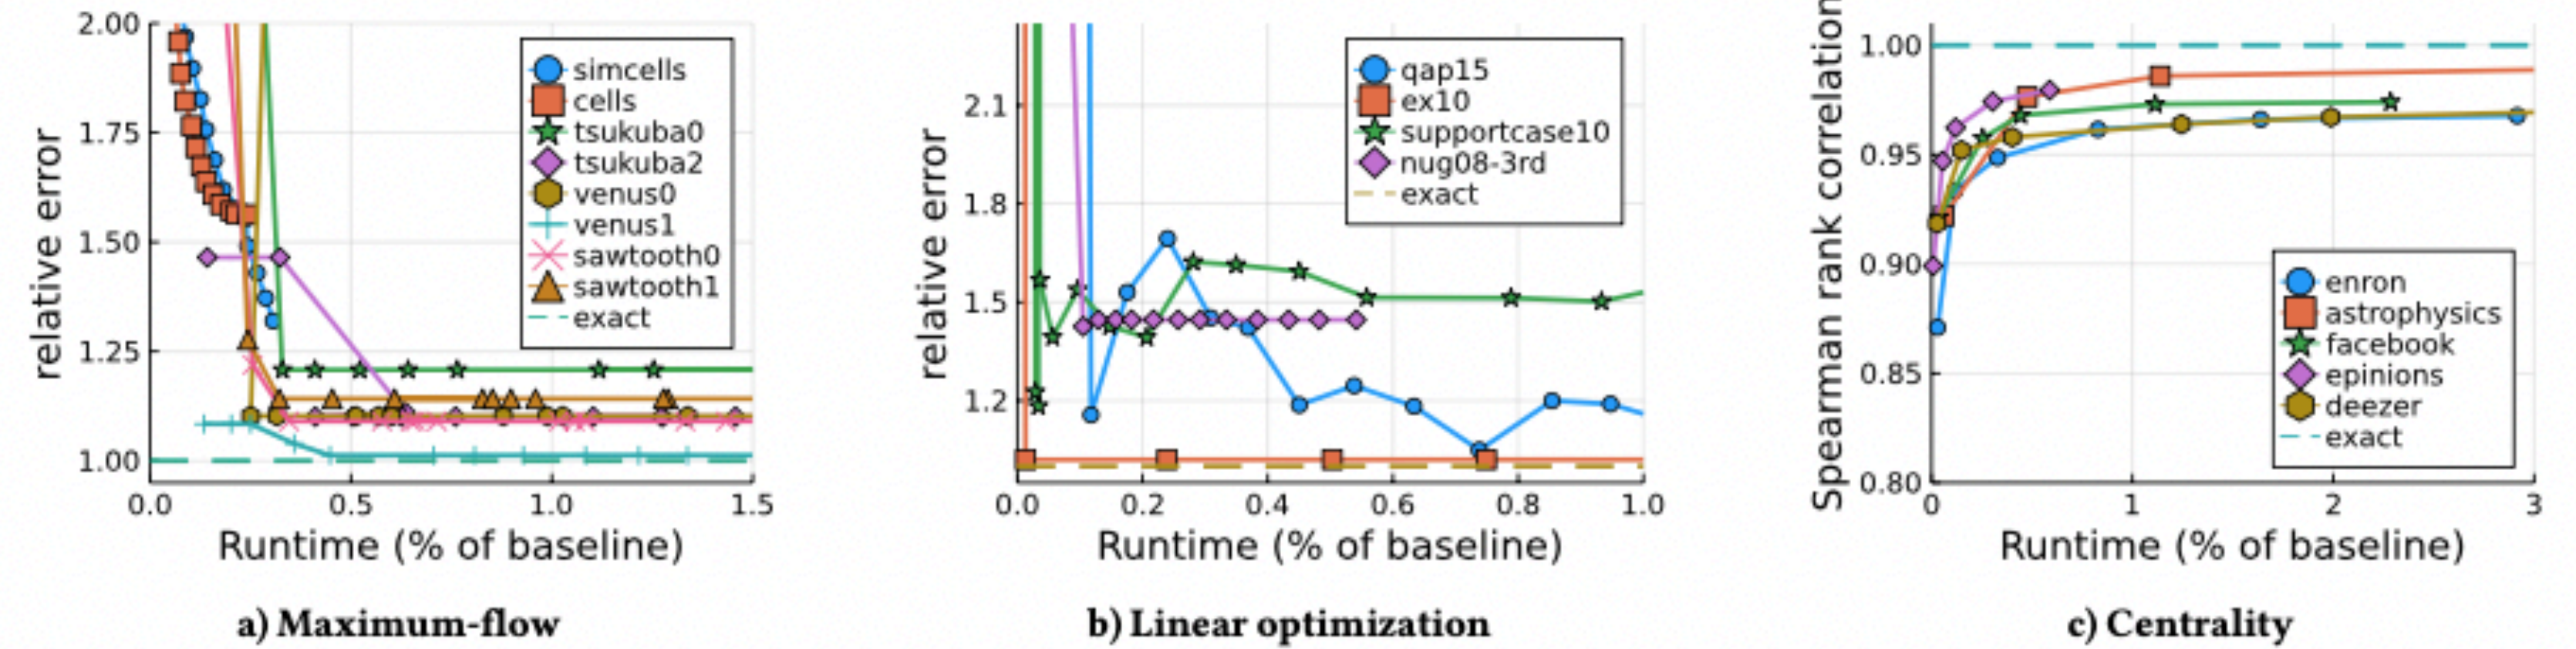 relative error
2.00
1.75
1.50
1.25
1.00
0.0 0.5 1.0 1.5
Runtime (% of baseline)
simcells
cells
tsukuba0
tsukuba2
venus0
venus1
sawtooth0
sawtooth1
exact
a) Maximum-flow
relative error
2.1
1.8
1.5
1.2
0.0 0.2 0.4 0.6 0.8 1.0
Runtime (% of baseline)
qap15
ex10
supportcase10
nug08-3rd
exact
b) Linear optimization
Spearman rank correlation
1.00
0.95
0.90
0.85
0.80
0 1 2 3
Runtime (% of baseline)
enron
astrophysics
facebook
epinions
deezer
exact
c) Centrality